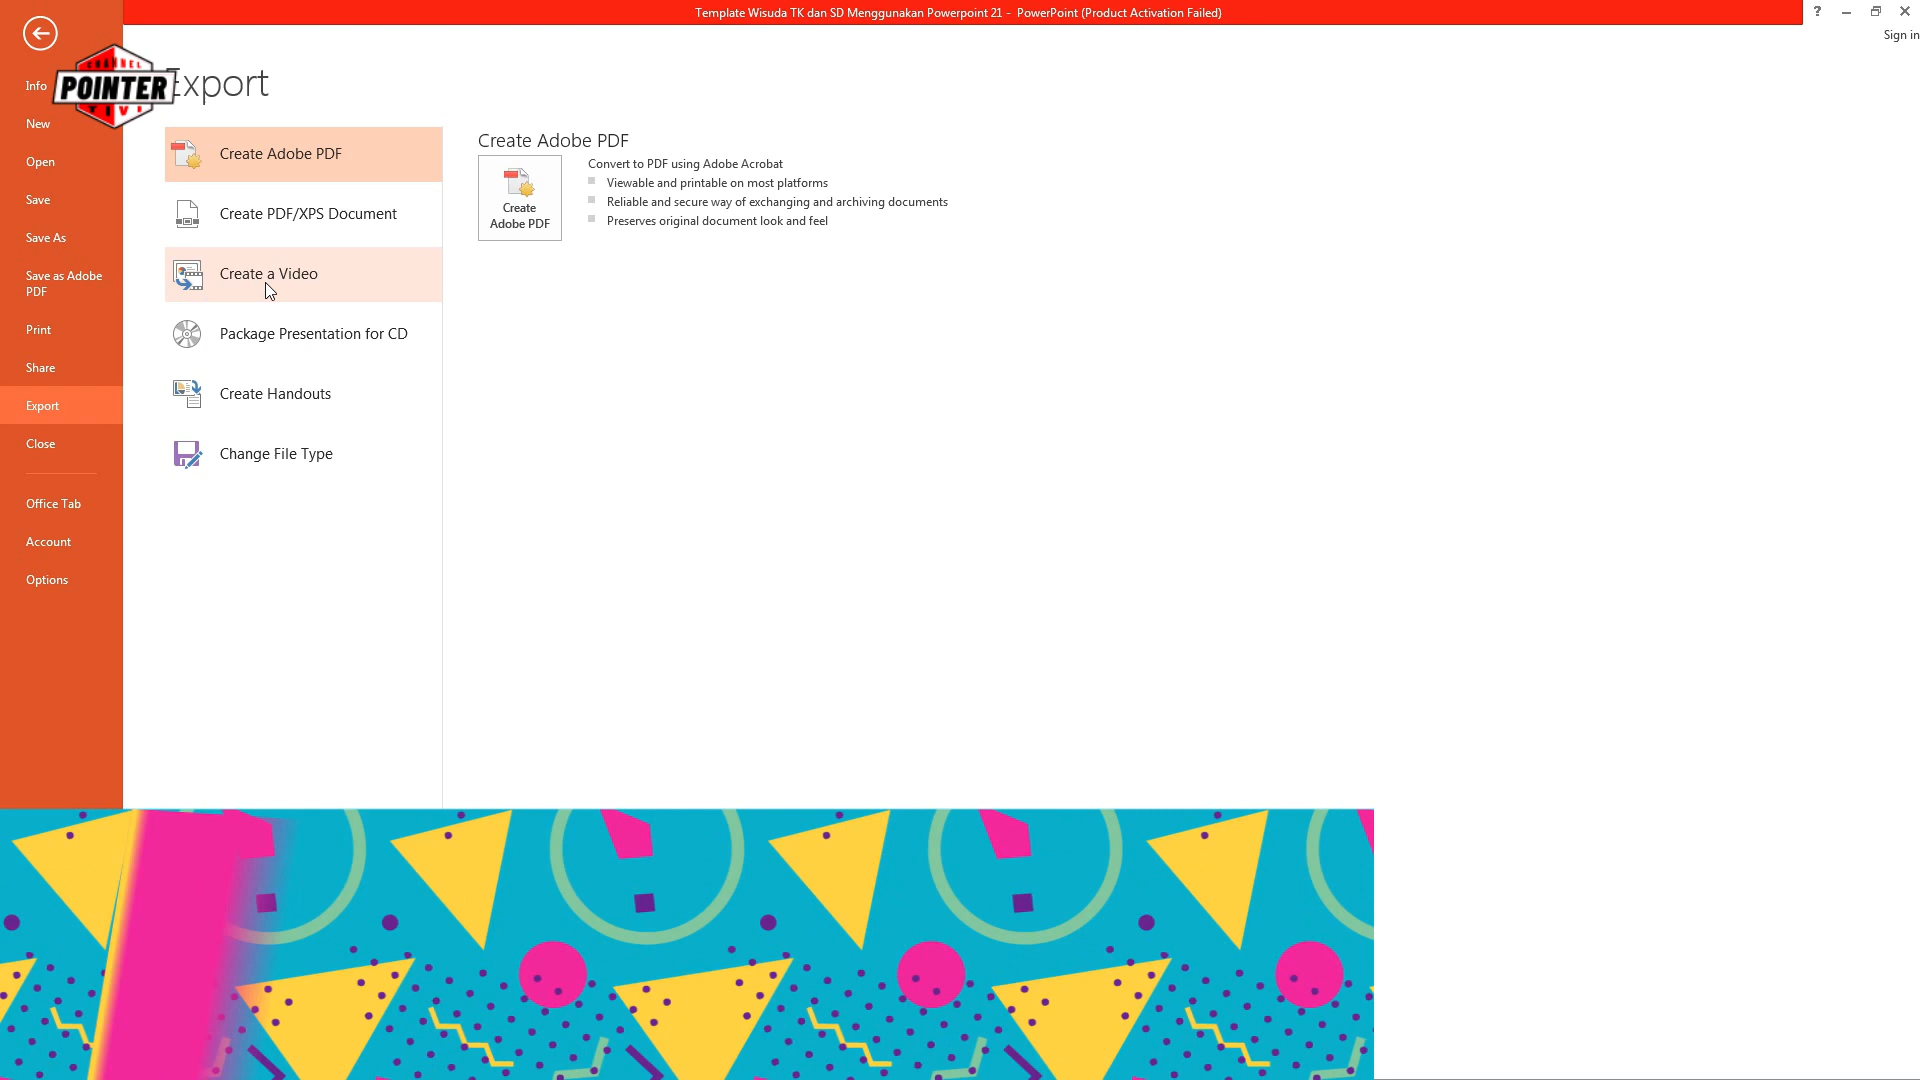 Template Wisuda TK dan SD Menggunakan Powerpoint 21 - PowerPoint (Product Activation Failed)
?
Sign in
CHANNEL
POINTER
TIVI
Export
Info
New
Open
Save
Save As
Save as Adobe
PDF
Print
Share
Export
Close
Office Tab
Account
Options
Create Adobe PDF
Create PDF/XPS Document
Create a Video
Package Presentation for CD
Create Handouts
Change File Type
Create Adobe PDF
Create
Adobe PDF
Convert to PDF using Adobe Acrobat
Viewable and printable on most platforms
Reliable and secure way of exchanging and archiving documents
Preserves original document look and feel